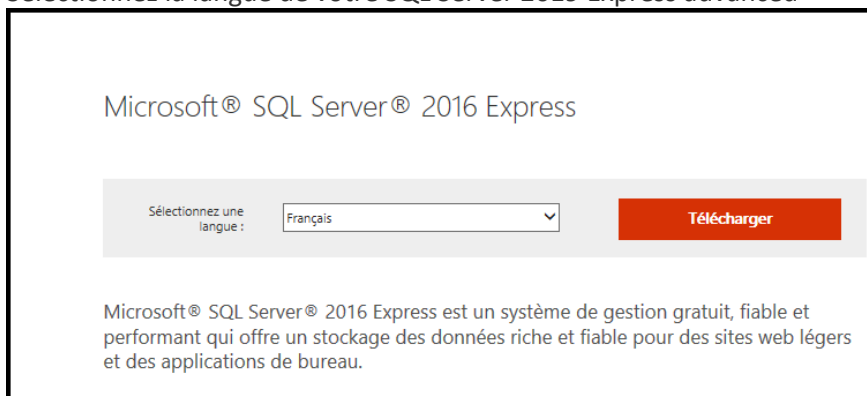 Microsoft® SQL Server® 2016 Express
Sélectionnez une
langue :
Français
Télécharger
Microsoft® SQL Server® 2016 Express est un système de gestion gratuit, fiable et
performant qui offre un stockage des données riche et fiable pour des sites web légers
et des applications de bureau.